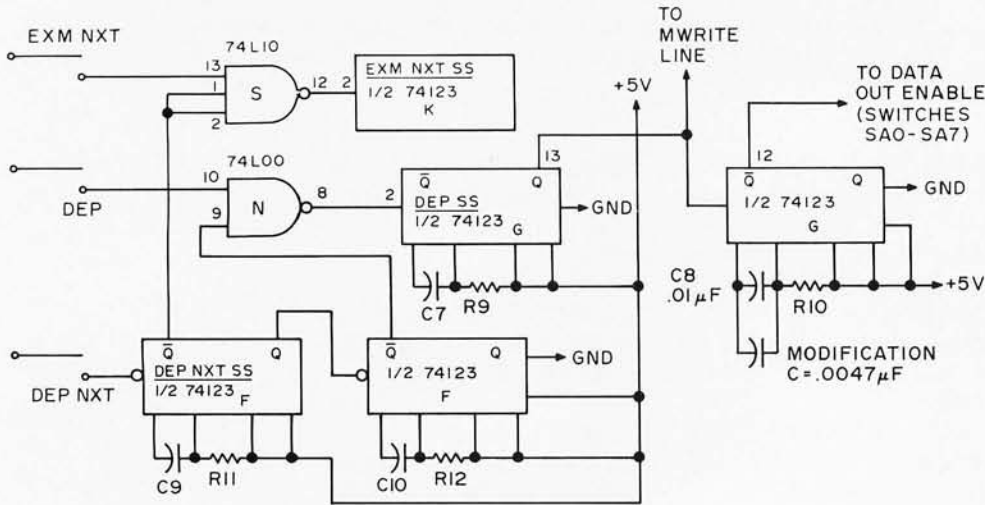 EXM NXT
74L10
13
1
2
S
12
2
EXM NXT SS
1/2 74123
K
TO
MWRITE
LINE
+5V
TO DATA
OUT ENABLE
(SWITCHES
SA0-SA7)
DEP
74L00
10
9
N
8
2
13
Q̅ Q
DEP SS
1/2 74123
G
GND
C7
R9
12
Q̅ Q
1/2 74123
G
GND
C8
.01µF
R10
+5V
MODIFICATION
C=.0047µF
DEP NXT
Q̅ Q
DEP NXT SS
1/2 74123
F
C9
R11
Q̅ Q
1/2 74123
F
GND
C10
R12